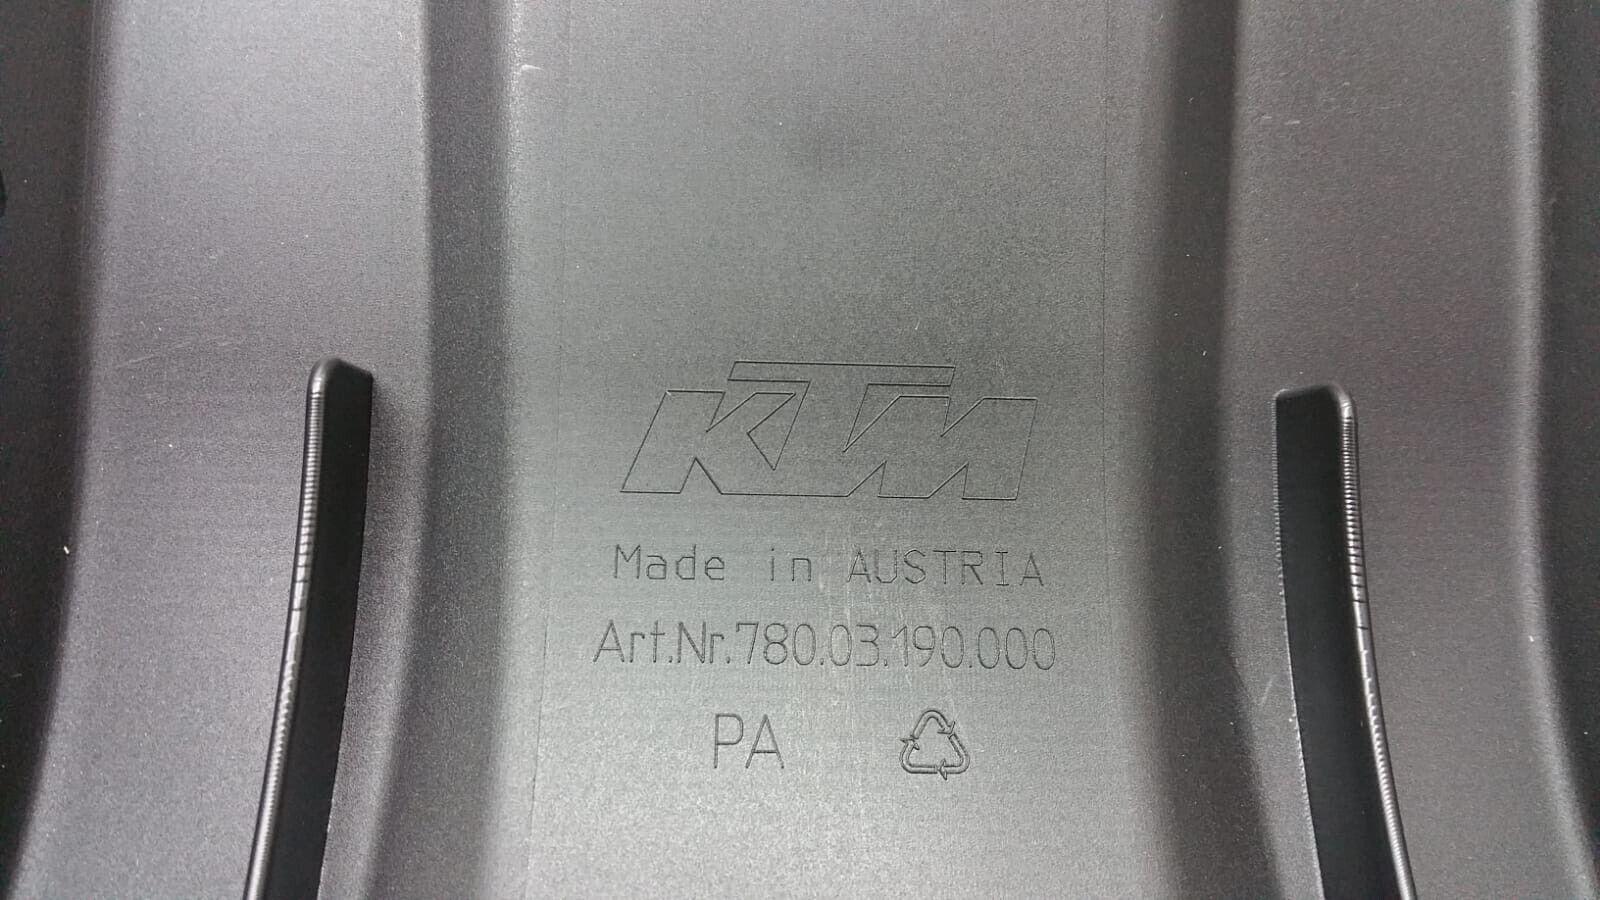 KTM
Made in AUSTRIA
Art.Nr.780.03.190.000
PA